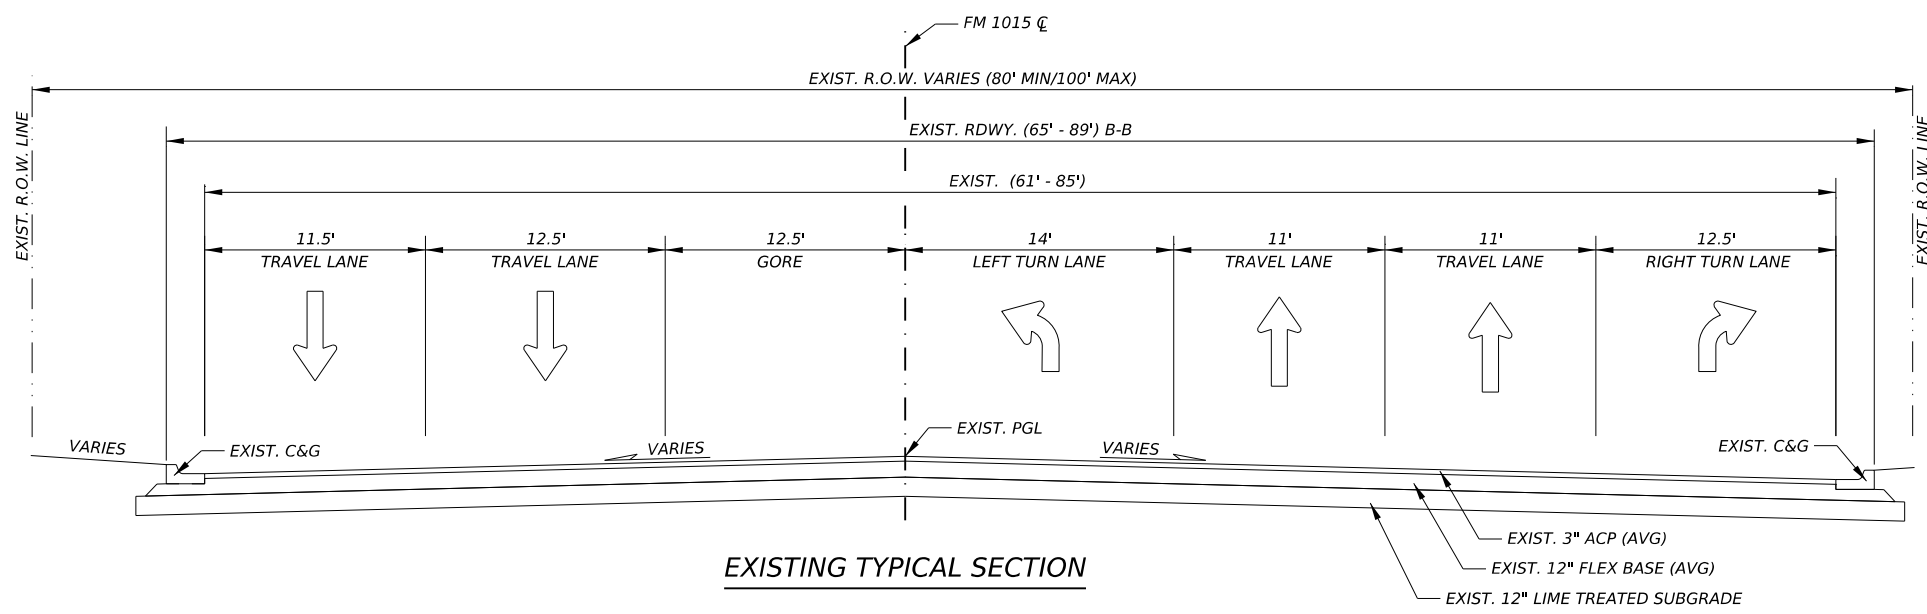 FM 1015 ℄
EXIST. R.O.W. VARIES (80' MIN/100' MAX)
EXIST. R.O.W. LINE
EXIST. R.O.W. LINE
EXIST. RDWY. (65' - 89') B-B
EXIST. (61' - 85')
11.5' 12.5' 12.5' 14' 11' 11' 12.5'
TRAVEL LANE TRAVEL LANE GORE LEFT TURN LANE TRAVEL LANE TRAVEL LANE RIGHT TURN LANE
VARIES EXIST. C&G VARIES EXIST. PGL VARIES EXIST. C&G
EXIST. 3" ACP (AVG)
EXIST. 12" FLEX BASE (AVG)
EXIST. 12" LIME TREATED SUBGRADE
EXISTING TYPICAL SECTION